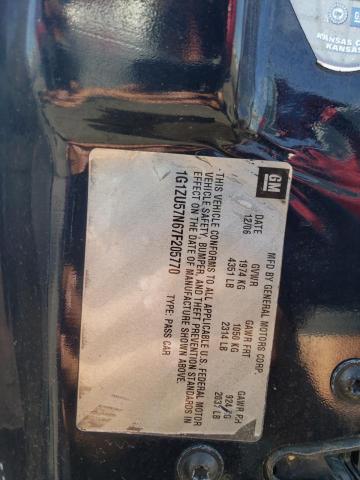 GM
MFD BY GENERAL MOTORS CORP.
DATE GVWR GAWR FRT GAWR RR
12/06 1974 KG 1050 KG 924 KG
4351 LB 2314 LB 2037 LB
THIS VEHICLE CONFORMS TO ALL APPLICABLE U.S. FEDERAL MOTOR
VEHICLE SAFETY, BUMPER, AND THEFT PREVENTION STANDARDS IN
EFFECT ON THE DATE OF MANUFACTURE SHOWN ABOVE.
1G1ZU57N67F205770 TYPE: PASS CAR
KANSAS
KANSAS